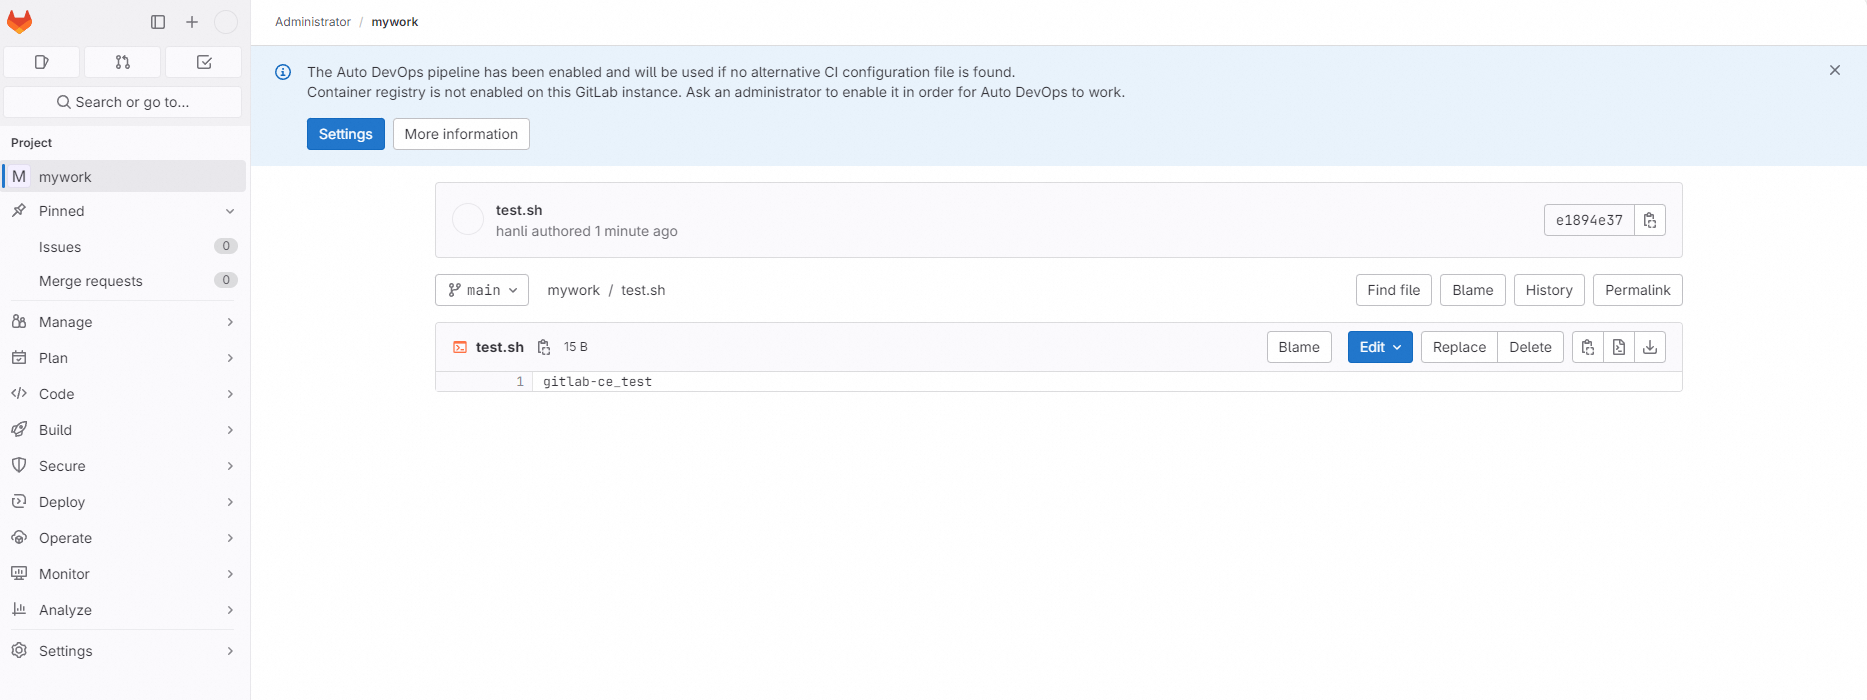 Administrator / mywork
The Auto DevOps pipeline has been enabled and will be used if no alternative CI configuration file is found.
Container registry is not enabled on this GitLab instance. Ask an administrator to enable it in order for Auto DevOps to work.
Settings More information
Search or go to...
Project
M mywork
Pinned
Issues 0
Merge requests 0
Manage
Plan
Code
Build
Secure
Deploy
Operate
Monitor
Analyze
Settings
test.sh
hanli authored 1 minute ago
e1894e37
main mywork / test.sh Find file Blame History Permalink
test.sh 15 B Blame Edit Replace Delete
1 gitlab-ce_test